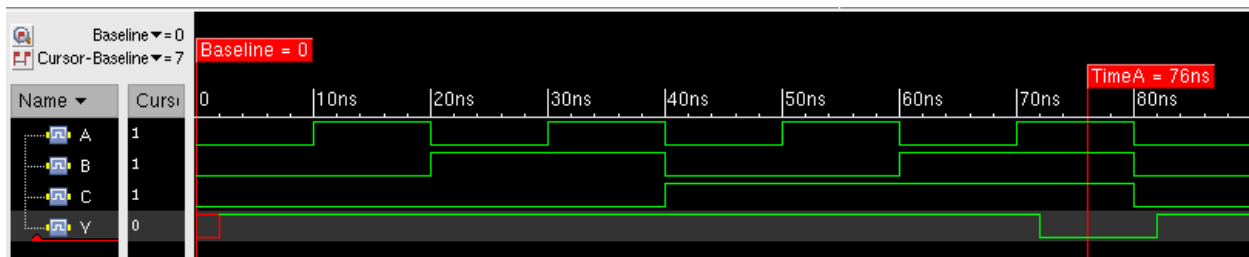 Baseline▼= 0
Cursor-Baseline▼= 7
Baseline = 0
TimeA = 76ns
Name ▼ Curs
0 10ns 20ns 30ns 40ns 50ns 60ns 70ns 80ns
A 1
B 1
C 1
Y 0